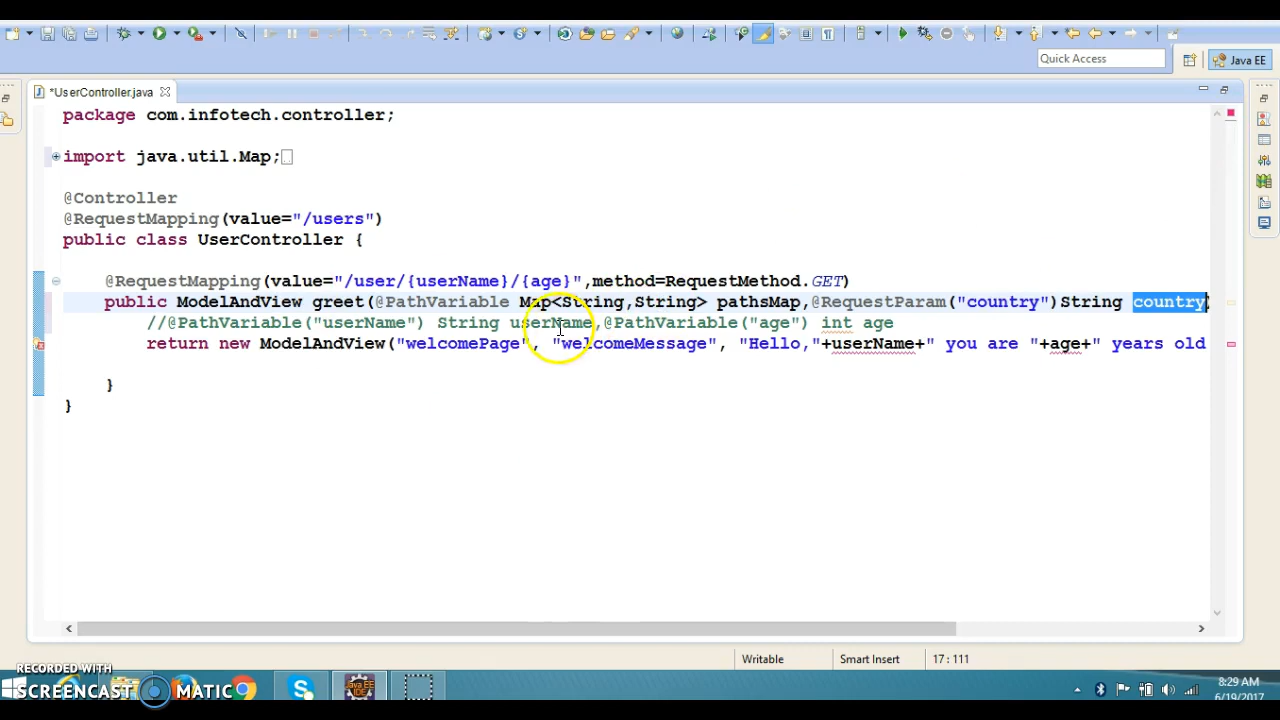 Quick Access
Java EE
*UserController.java
package com.infotech.controller;
import java.util.Map;
@Controller
@RequestMapping(value="/users")
public class UserController {
@RequestMapping(value="/user/{userName}/{age}",method=RequestMethod.GET)
public ModelAndView greet(@PathVariable Map<String,String> pathsMap,@RequestParam("country")String country)
//@PathVariable("userName") String userName,@PathVariable("age") int age
return new ModelAndView("welcomePage", "welcomeMessage", "Hello,"+userName+" you are "+age+" years old
}
}
Writable
Smart Insert
17 : 111
RECORDED WITH
SCREENCAST MATIC
8:29 AM
6/19/2017